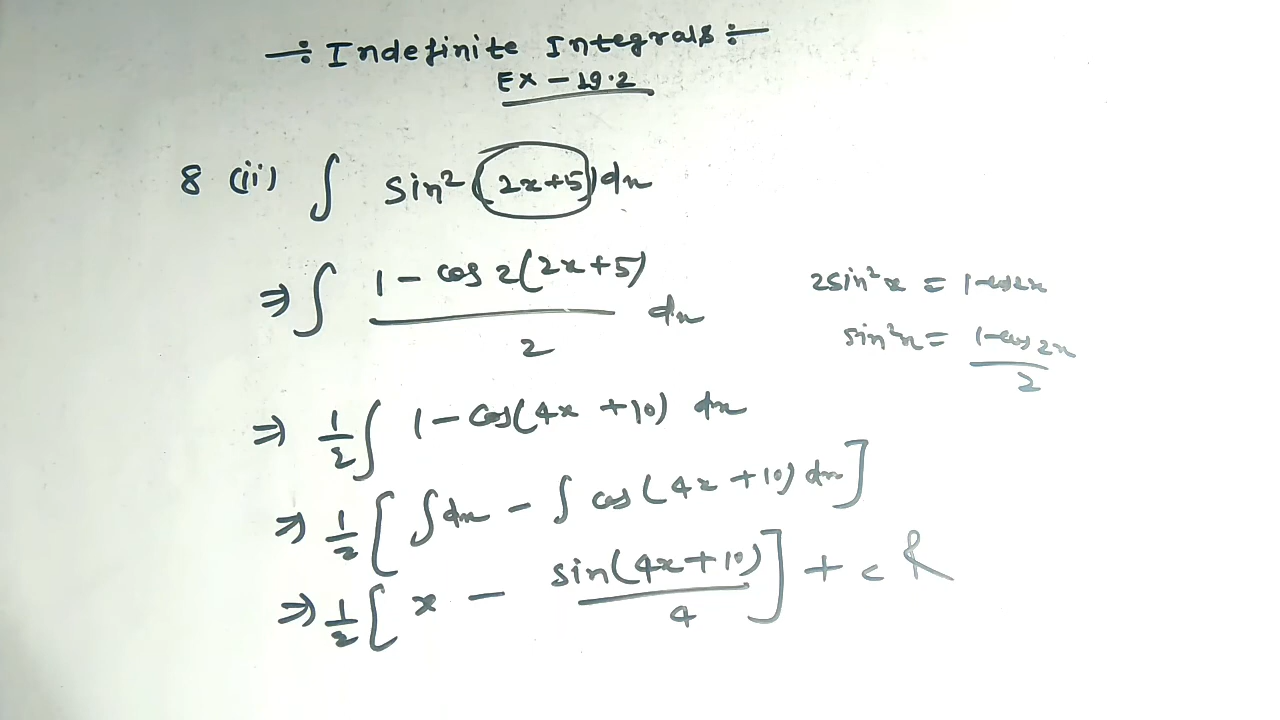 ÷ Indefinite Integrals ÷
EX - 19.2
8 (ii) ∫ sin² (2x+5) dx
⇒ ∫ 1 - cos 2(2x+5) / 2 dx
2sin²x = 1-cos2x
sin²x = 1-cos2x / 2
⇒ 1/2 ∫ 1 - cos(4x +10) dx
⇒ 1/2 [ ∫dx - ∫ cos(4x +10) dx ]
⇒ 1/2 [ x - sin(4x+10) / 4 ] + c